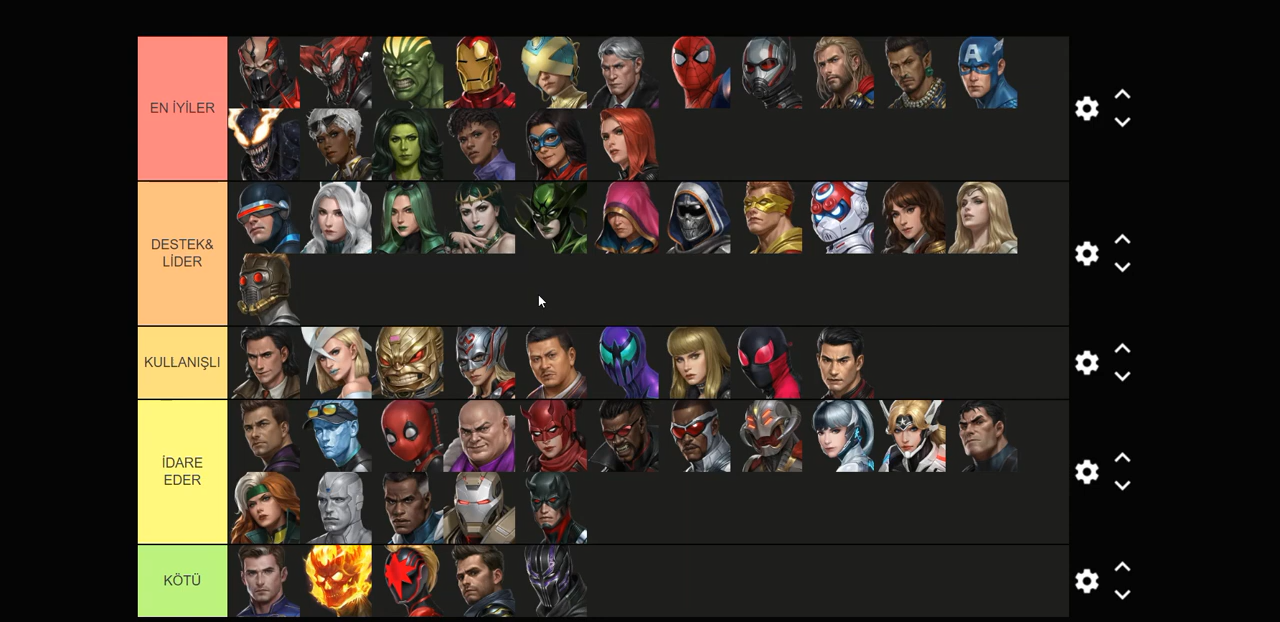 EN İYİLER
DESTEK&
LİDER
KULLANIŞLI
İDARE
EDER
KÖTÜ